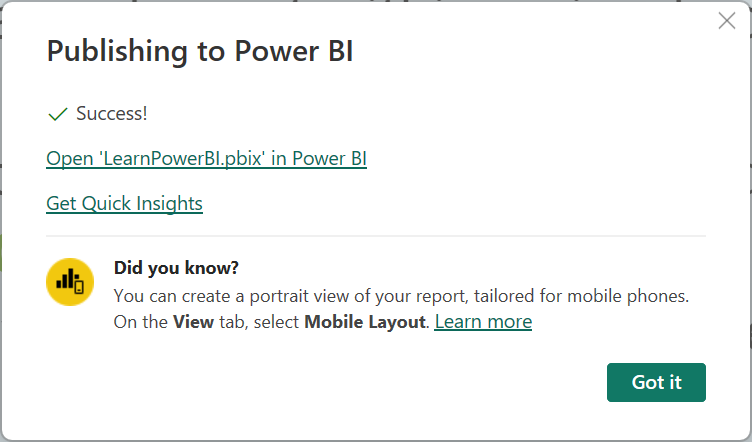 Publishing to Power BI
Success!
Open 'LearnPowerBI.pbix' in Power BI
Get Quick Insights
Did you know?
You can create a portrait view of your report, tailored for mobile phones.
On the View tab, select Mobile Layout. Learn more
Got it